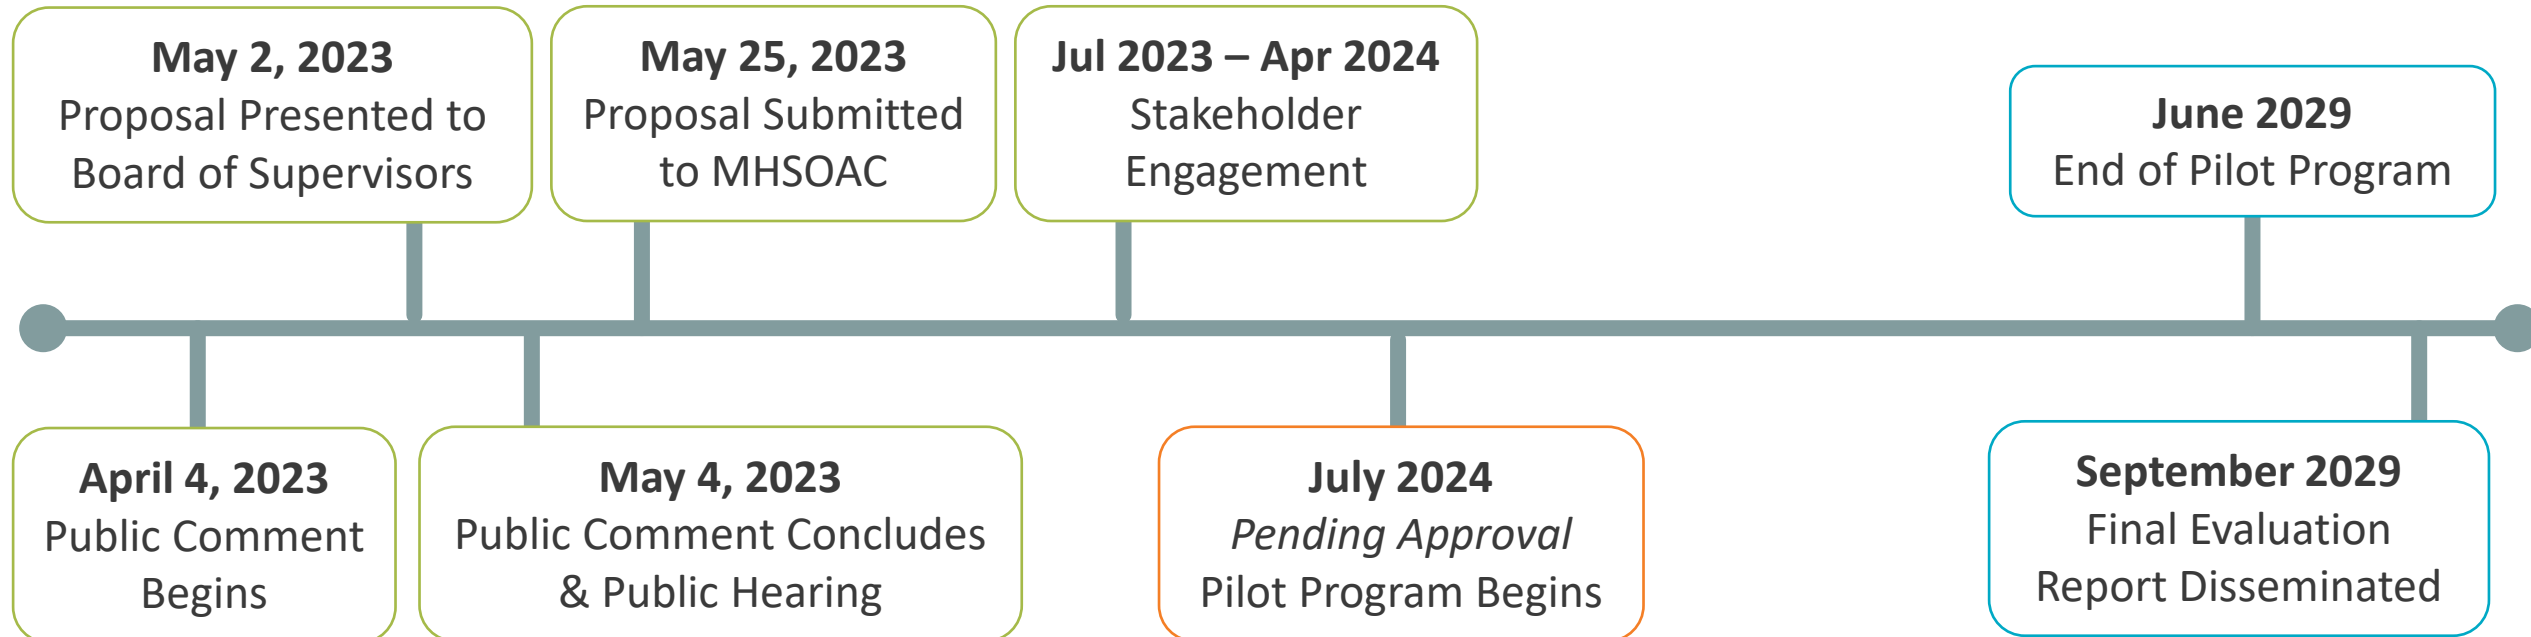 May 2, 2023
Proposal Presented to
Board of Supervisors
May 25, 2023
Proposal Submitted
to MHSOAC
Jul 2023 – Apr 2024
Stakeholder
Engagement
June 2029
End of Pilot Program
April 4, 2023
Public Comment
Begins
May 4, 2023
Public Comment Concludes
& Public Hearing
July 2024
Pending Approval
Pilot Program Begins
September 2029
Final Evaluation
Report Disseminated